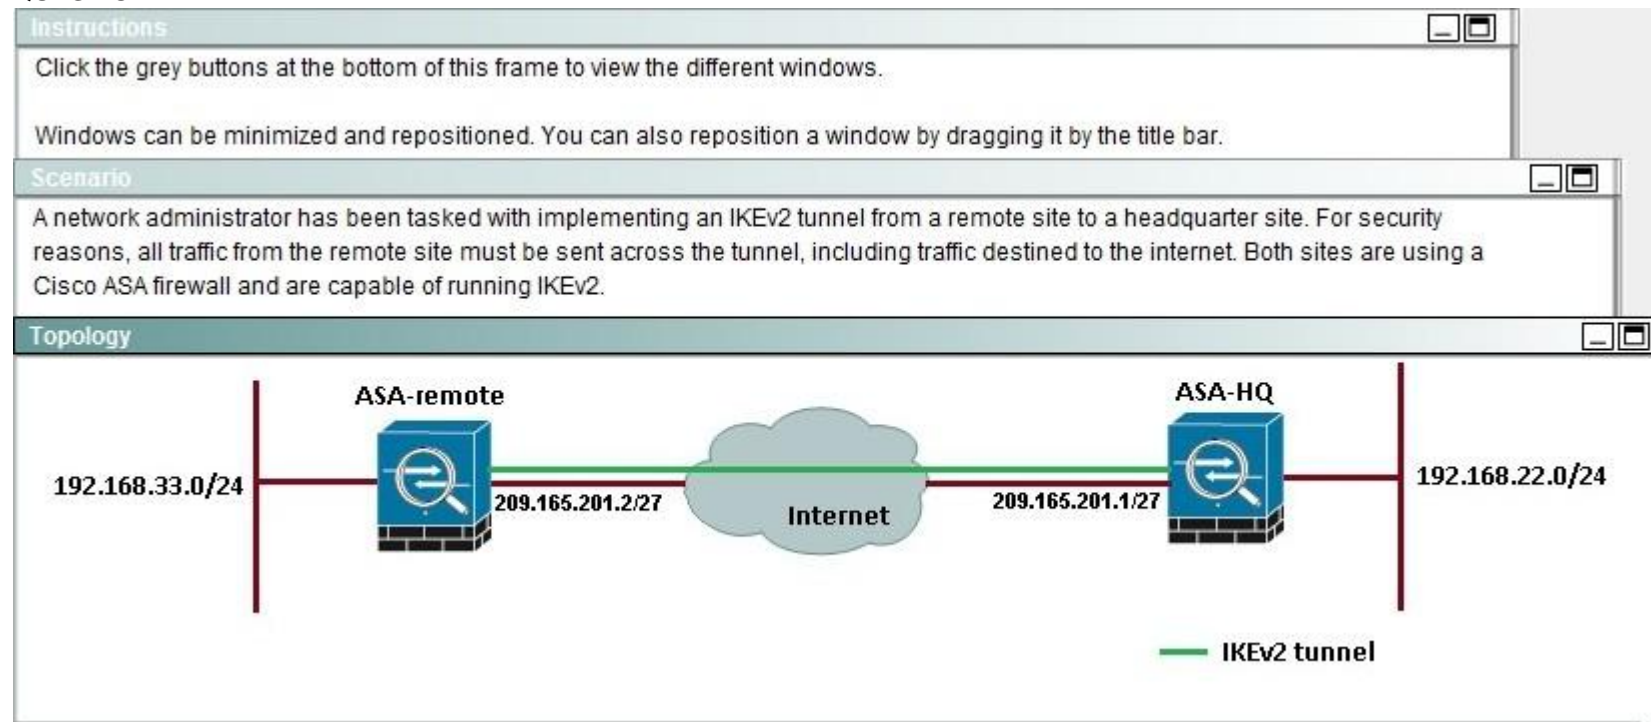 Instructions
Click the grey buttons at the bottom of this frame to view the different windows.
Windows can be minimized and repositioned. You can also reposition a window by dragging it by the title bar.
Scenario
A network administrator has been tasked with implementing an IKEv2 tunnel from a remote site to a headquarter site. For security
reasons, all traffic from the remote site must be sent across the tunnel, including traffic destined to the internet. Both sites are using a
Cisco ASA firewall and are capable of running IKEv2.
Topology
ASA-remote
ASA-HQ
192.168.33.0/24
209.165.201.2/27
Internet
209.165.201.1/27
192.168.22.0/24
IKEv2 tunnel